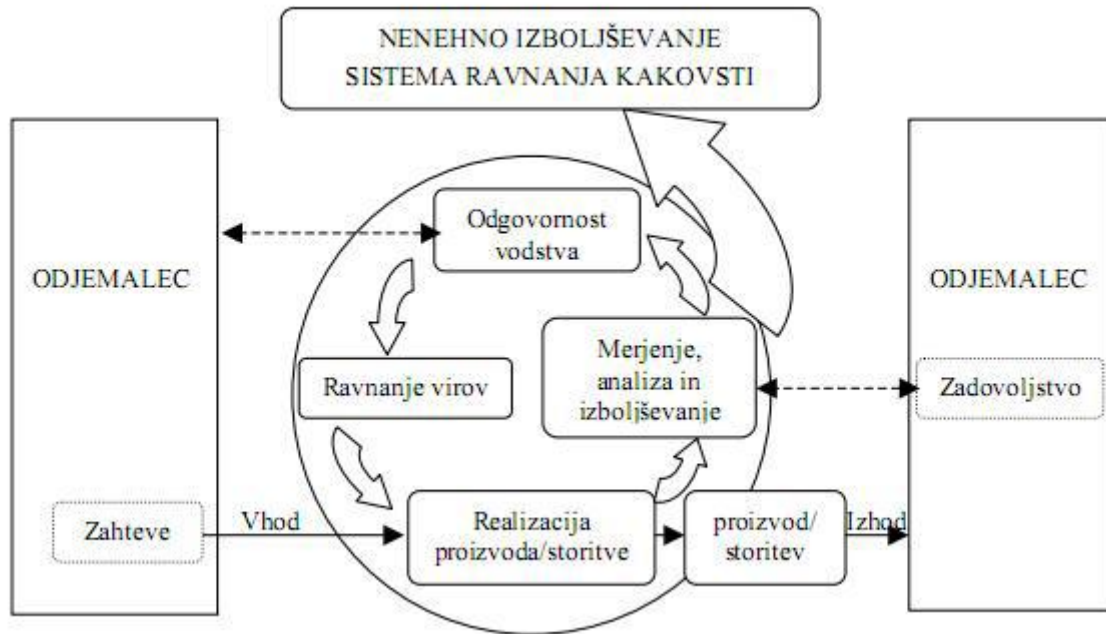 NENEHNO IZBOLJŠEVANJE
SISTEMA RAVNANJA KAKOVSTI
ODJEMALEC
Odgovornost
vodstva
ODJEMALEC
Ravnanje virov
Merjenje,
analiza in
izboljševanje
Zadovoljstvo
Zahteve
Vhod
Realizacija
proizvoda/storitve
proizvod/
storitev
Izhod